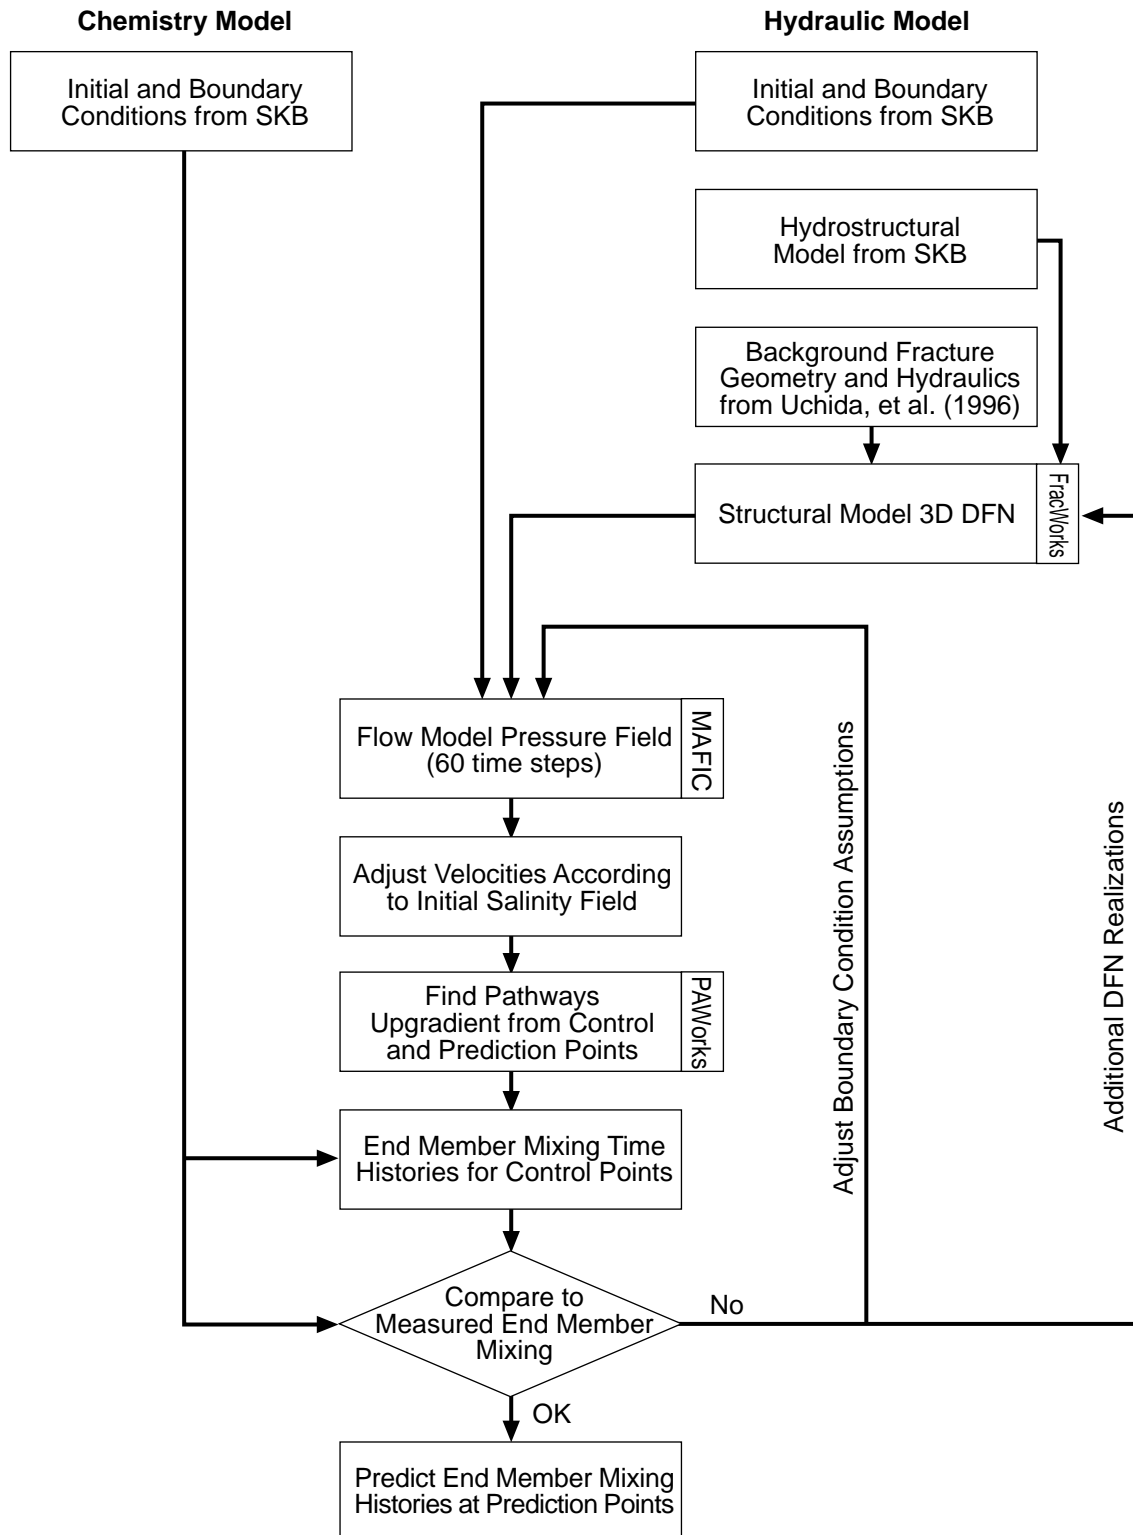 Chemistry Model
Hydraulic Model
Initial and Boundary
Conditions from SKB
Initial and Boundary
Conditions from SKB
Hydrostructural
Model from SKB
Background Fracture
Geometry and Hydraulics
from Uchida, et al. (1996)
Structural Model 3D DFN
FracWorks
Flow Model Pressure Field
(60 time steps)
MAFIC
Adjust Velocities According
to Initial Salinity Field
Find Pathways
Upgradient from Control
and Prediction Points
PAWorks
End Member Mixing Time
Histories for Control Points
Compare to
Measured End Member
Mixing
No
OK
Adjust Boundary Condition Assumptions
Additional DFN Realizations
Predict End Member Mixing
Histories at Prediction Points